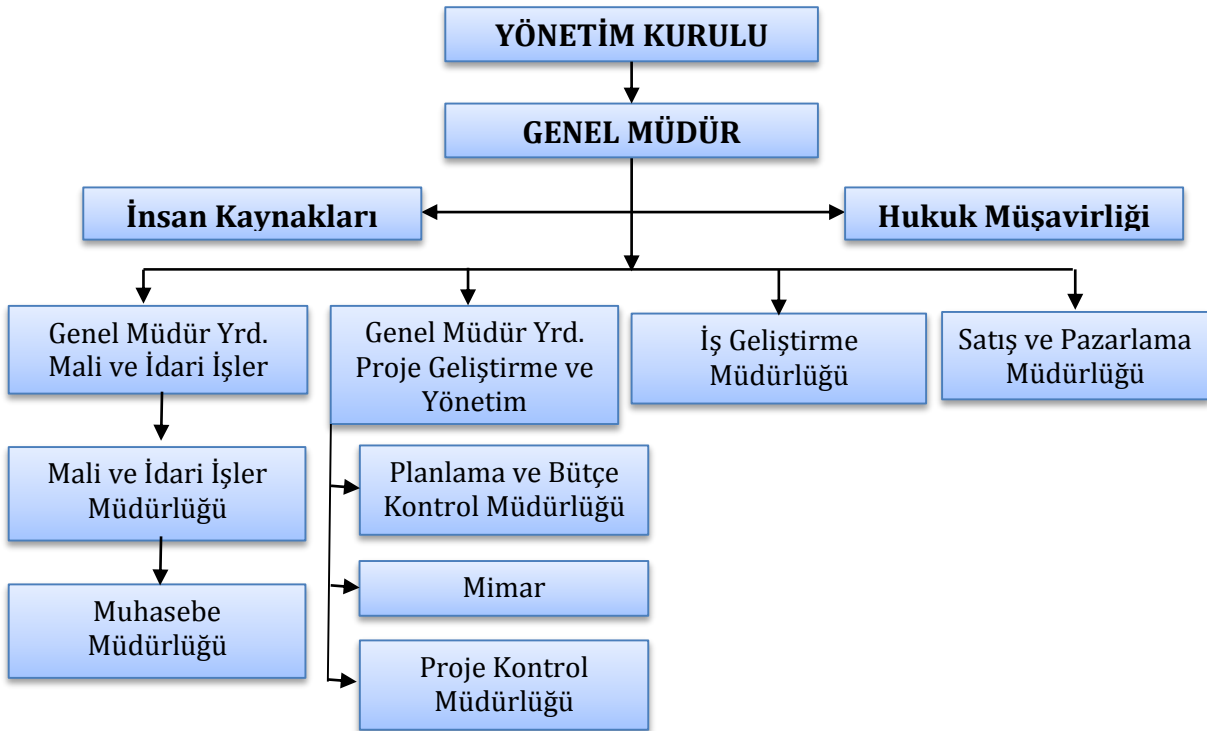 YÖNETİM KURULU
GENEL MÜDÜR
İnsan Kaynakları
Hukuk Müşavirliği
Genel Müdür Yrd.
Mali ve İdari İşler
Genel Müdür Yrd.
Proje Geliştirme ve
Yönetim
İş Geliştirme
Müdürlüğü
Satış ve Pazarlama
Müdürlüğü
Mali ve İdari İşler
Müdürlüğü
Planlama ve Bütçe
Kontrol Müdürlüğü
Muhasebe
Müdürlüğü
Mimar
Proje Kontrol
Müdürlüğü